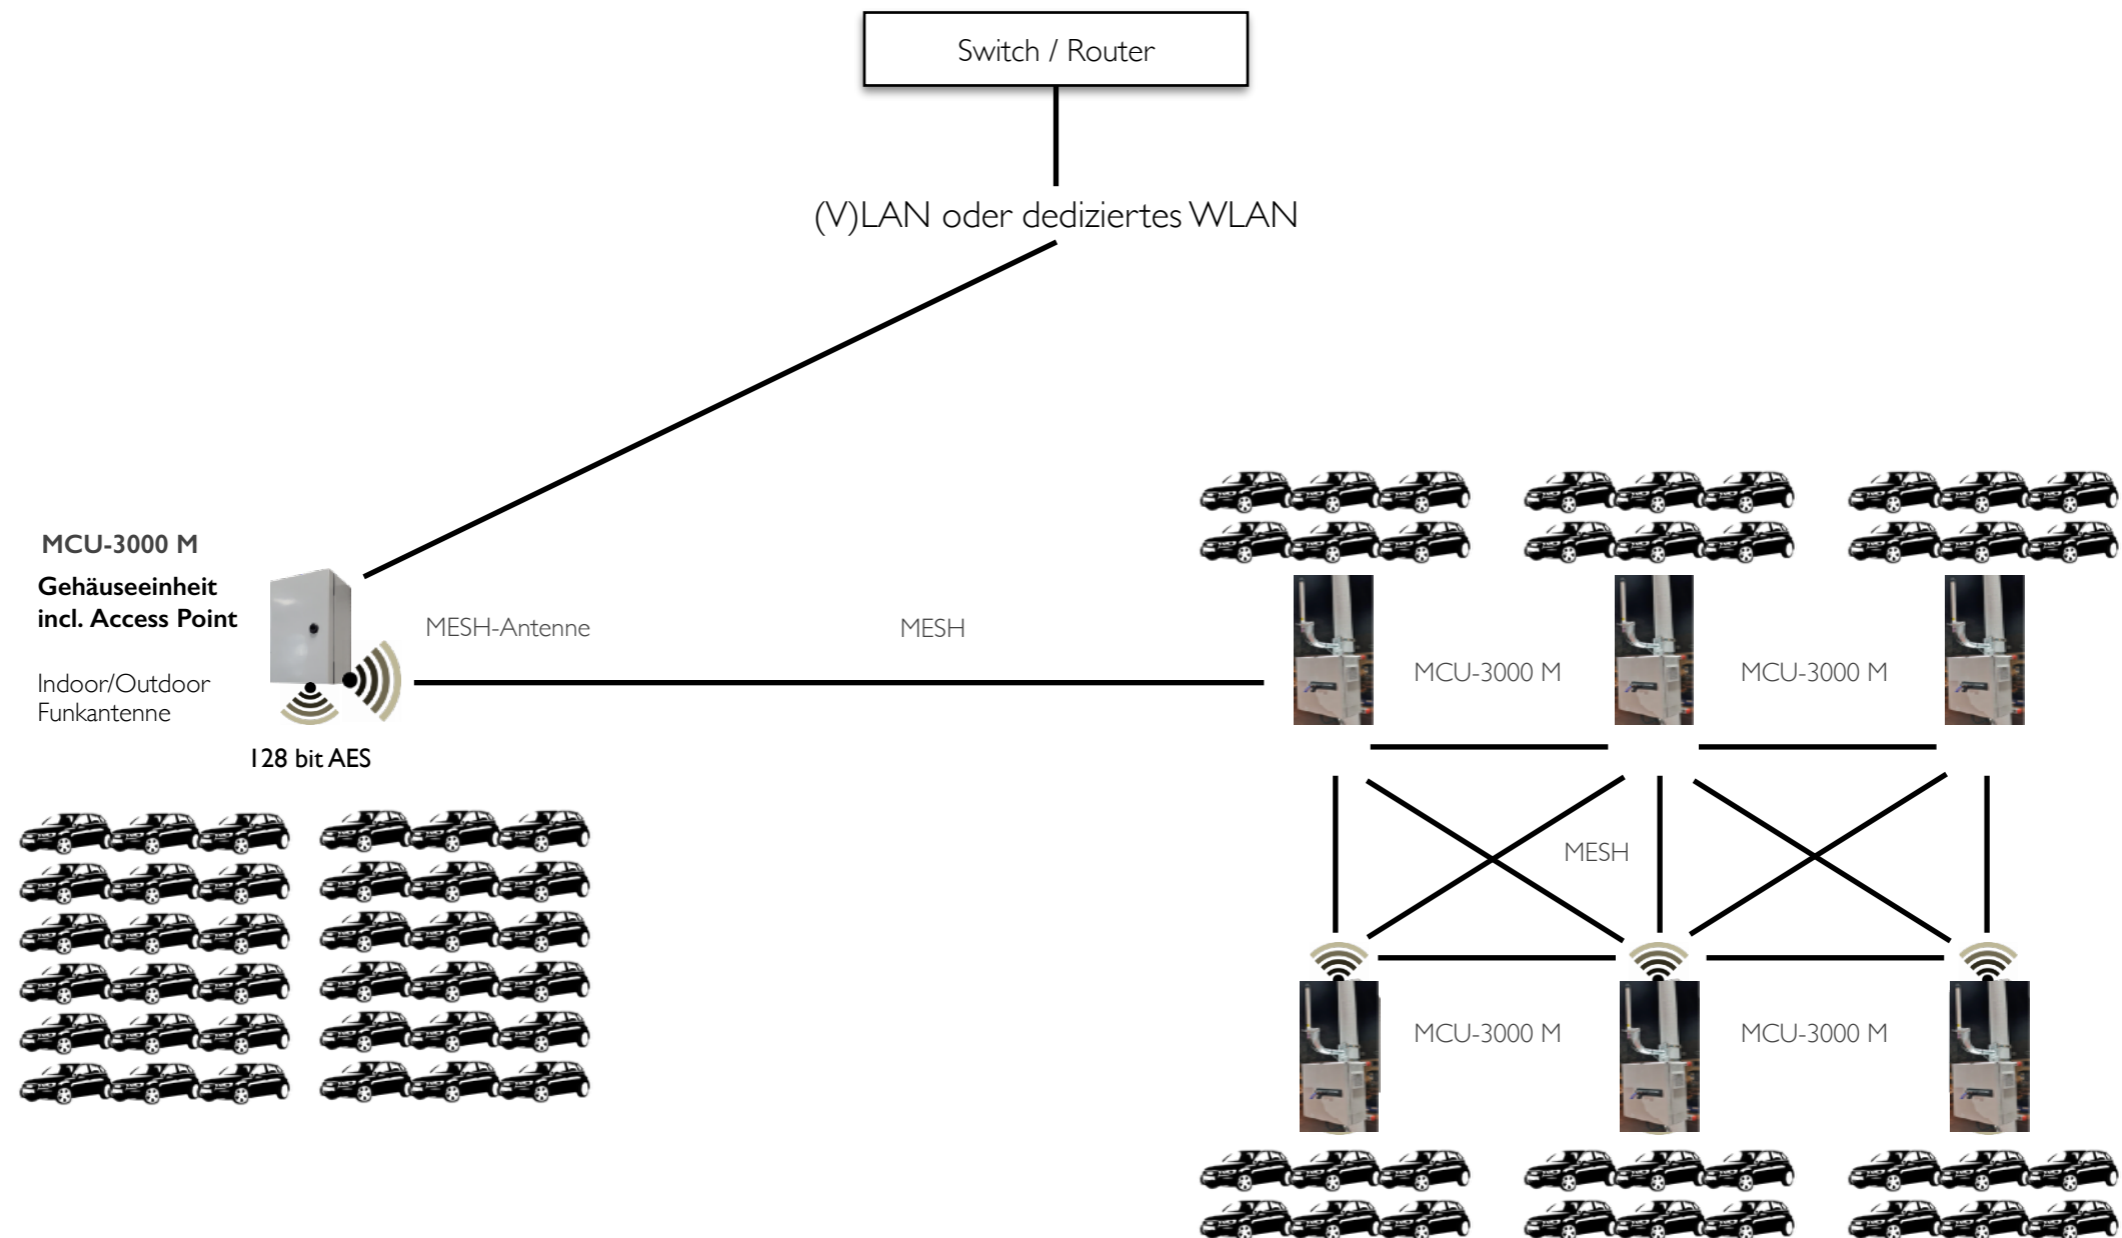 Switch / Router
(V)LAN oder dediziertes WLAN
MCU-3000 M
Gehäuseeinheit
incl. Access Point
Indoor/Outdoor
Funkantenne
128 bit AES
MESH-Antenne
MESH
MCU-3000 M
MCU-3000 M
MESH
MCU-3000 M
MCU-3000 M